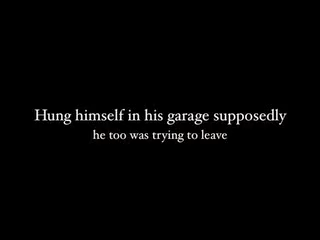 Hung himself in his garage supposedly
he too was trying to leave